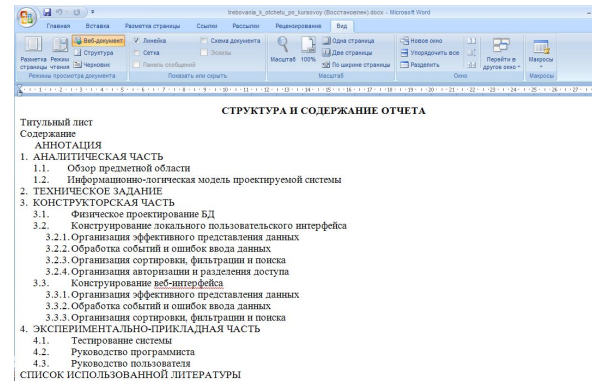 trebovania_k_otchetu_po_kursovoy (Восстановлен).docx - Microsoft Word
Главная Вставка Разметка страницы Ссылки Рассылки Рецензирование Вид
Разметка страницы
Режим чтения
Веб-документ
Структура
Черновик
Режимы просмотра документа
Линейка
Сетка
Панель сообщений
Схема документа
Эскизы
Показать или скрыть
Масштаб
100%
Одна страница
Две страницы
По ширине страницы
Масштаб
Новое окно
Упорядочить все
Разделить
Перейти в другое окно
Окно
Макросы
Макросы
СТРУКТУРА И СОДЕРЖАНИЕ ОТЧЕТА
Титульный лист
Содержание
АННОТАЦИЯ
1. АНАЛИТИЧЕСКАЯ ЧАСТЬ
1.1. Обзор предметной области
1.2. Информационно-логическая модель проектируемой системы
2. ТЕХНИЧЕСКОЕ ЗАДАНИЕ
3. КОНСТРУКТОРСКАЯ ЧАСТЬ
3.1. Физическое проектирование БД
3.2. Конструирование локального пользовательского интерфейса
3.2.1. Организация эффективного представления данных
3.2.2. Обработка событий и ошибок ввода данных
3.2.3. Организация сортировки, фильтрации и поиска
3.2.4. Организация авторизации и разделения доступа
3.3. Конструирование веб-интерфейса
3.3.1. Организация эффективного представления данных
3.3.2. Обработка событий и ошибок ввода данных
3.3.3. Организация сортировки, фильтрации и поиска
4. ЭКСПЕРИМЕНТАЛЬНО-ПРИКЛАДНАЯ ЧАСТЬ
4.1. Тестирование системы
4.2. Руководство программиста
4.3. Руководство пользователя
СПИСОК ИСПОЛЬЗОВАННОЙ ЛИТЕРАТУРЫ